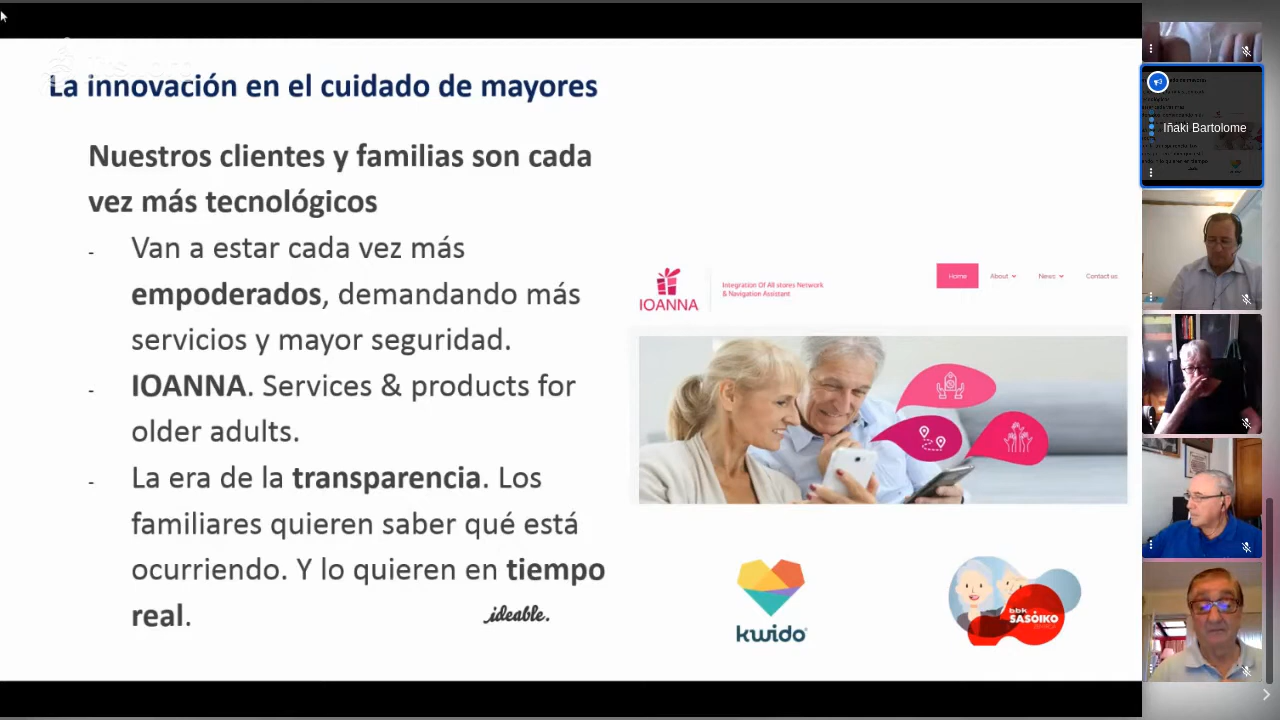 La innovación en el cuidado de mayores
Nuestros clientes y familias son cada
vez más tecnológicos
- Van a estar cada vez más
empoderados, demandando más
servicios y mayor seguridad.
- IOANNA. Services & products for
older adults.
- La era de la transparencia. Los
familiares quieren saber qué está
ocurriendo. Y lo quieren en tiempo
real.
ideable.
IOANNA
Integration Of All stores Network
& Navigation Assistant
Home
About
News
Contact us
kwido
bbk
SASOIKO
Iñaki Bartolome